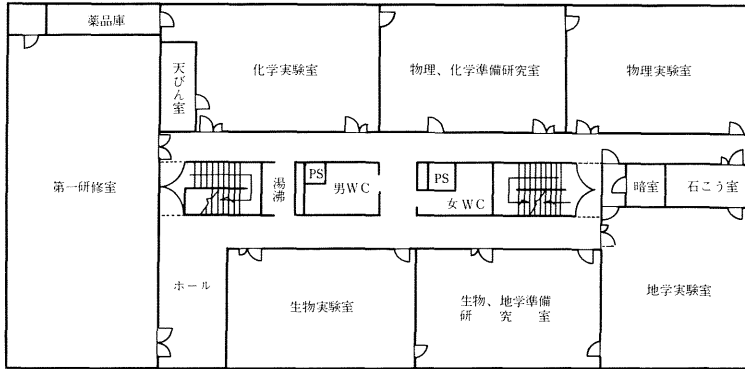 薬品庫
天びん室
化学実験室
物理、化学準備研究室
物理実験室
第一研修室
湯沸
PS
男WC
PS
女WC
暗室
石こう室
ホール
生物実験室
生物、地学準備
研究室
地学実験室